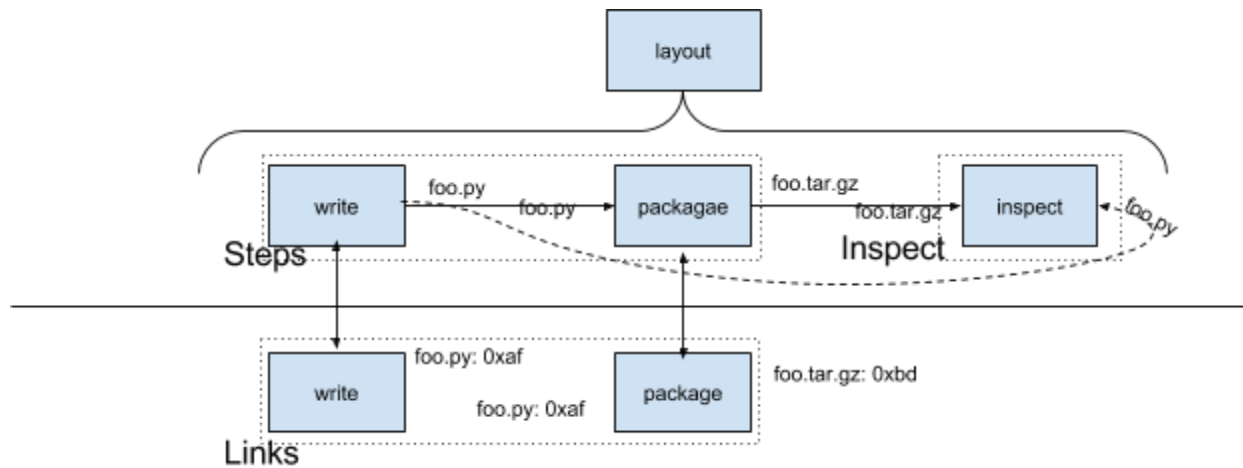 layout
foo.py
foo.tar.gz
write
foo.py
packagae
foo.tar.gz
inspect
foo.py
Steps
Inspect
foo.py: 0xaf
write
package
foo.tar.gz: 0xbd
foo.py: 0xaf
Links